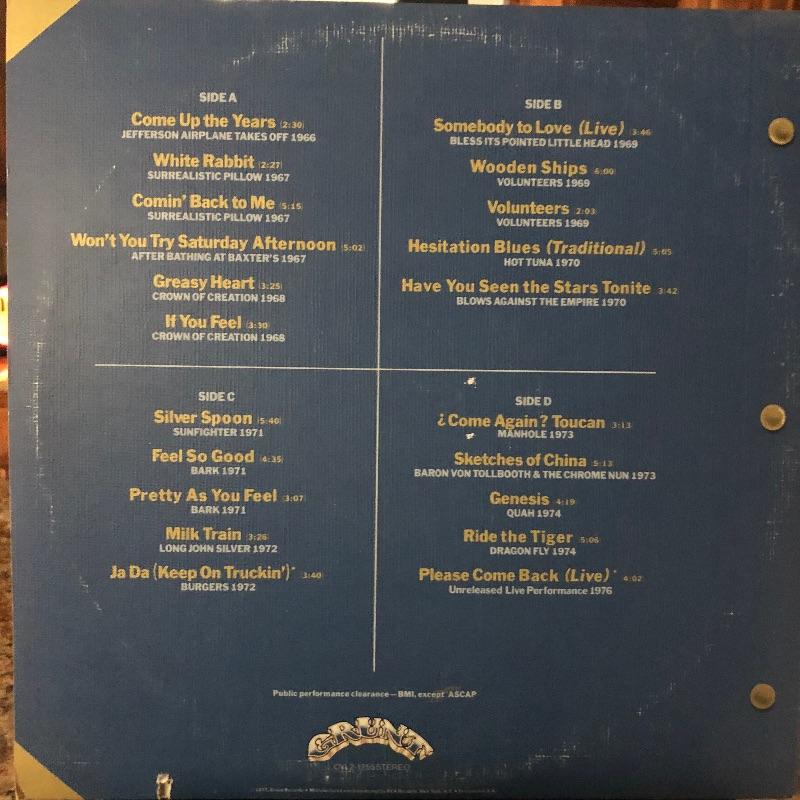 SIDE A
Come Up the Years (2:30)
JEFFERSON AIRPLANE TAKES OFF 1966
White Rabbit (2:27)
SURREALISTIC PILLOW 1967
Comin' Back to Me (5:15)
SURREALISTIC PILLOW 1967
Won't You Try Saturday Afternoon (5:02)
AFTER BATHING AT BAXTER'S 1967
Greasy Heart (3:25)
CROWN OF CREATION 1968
If You Feel (3:30)
CROWN OF CREATION 1968
SIDE B
Somebody to Love (Live) (3:46)
BLESS ITS POINTED LITTLE HEAD 1969
Wooden Ships (6:00)
VOLUNTEERS 1969
Volunteers (2:03)
VOLUNTEERS 1969
Hesitation Blues (Traditional) (5:05)
HOT TUNA 1970
Have You Seen the Stars Tonite (3:42)
BLOWS AGAINST THE EMPIRE 1970
SIDE C
Silver Spoon (5:40)
SUNFIGHTER 1971
Feel So Good (4:35)
BARK 1971
Pretty As You Feel (3:07)
BARK 1971
Milk Train (3:26)
LONG JOHN SILVER 1972
Ja Da (Keep On Truckin')* (3:40)
BURGERS 1972
SIDE D
¿Come Again? Toucan (3:13)
MANHOLE 1973
Sketches of China (5:13)
BARON VON TOLLBOOTH & THE CHROME NUN 1973
Genesis (4:19)
QUAH 1974
Ride the Tiger (5:06)
DRAGON FLY 1974
Please Come Back (Live)* (4:02)
Unreleased Live Performance 1976
Public performance clearance—BMI, except *ASCAP
GRUNT
STEREO